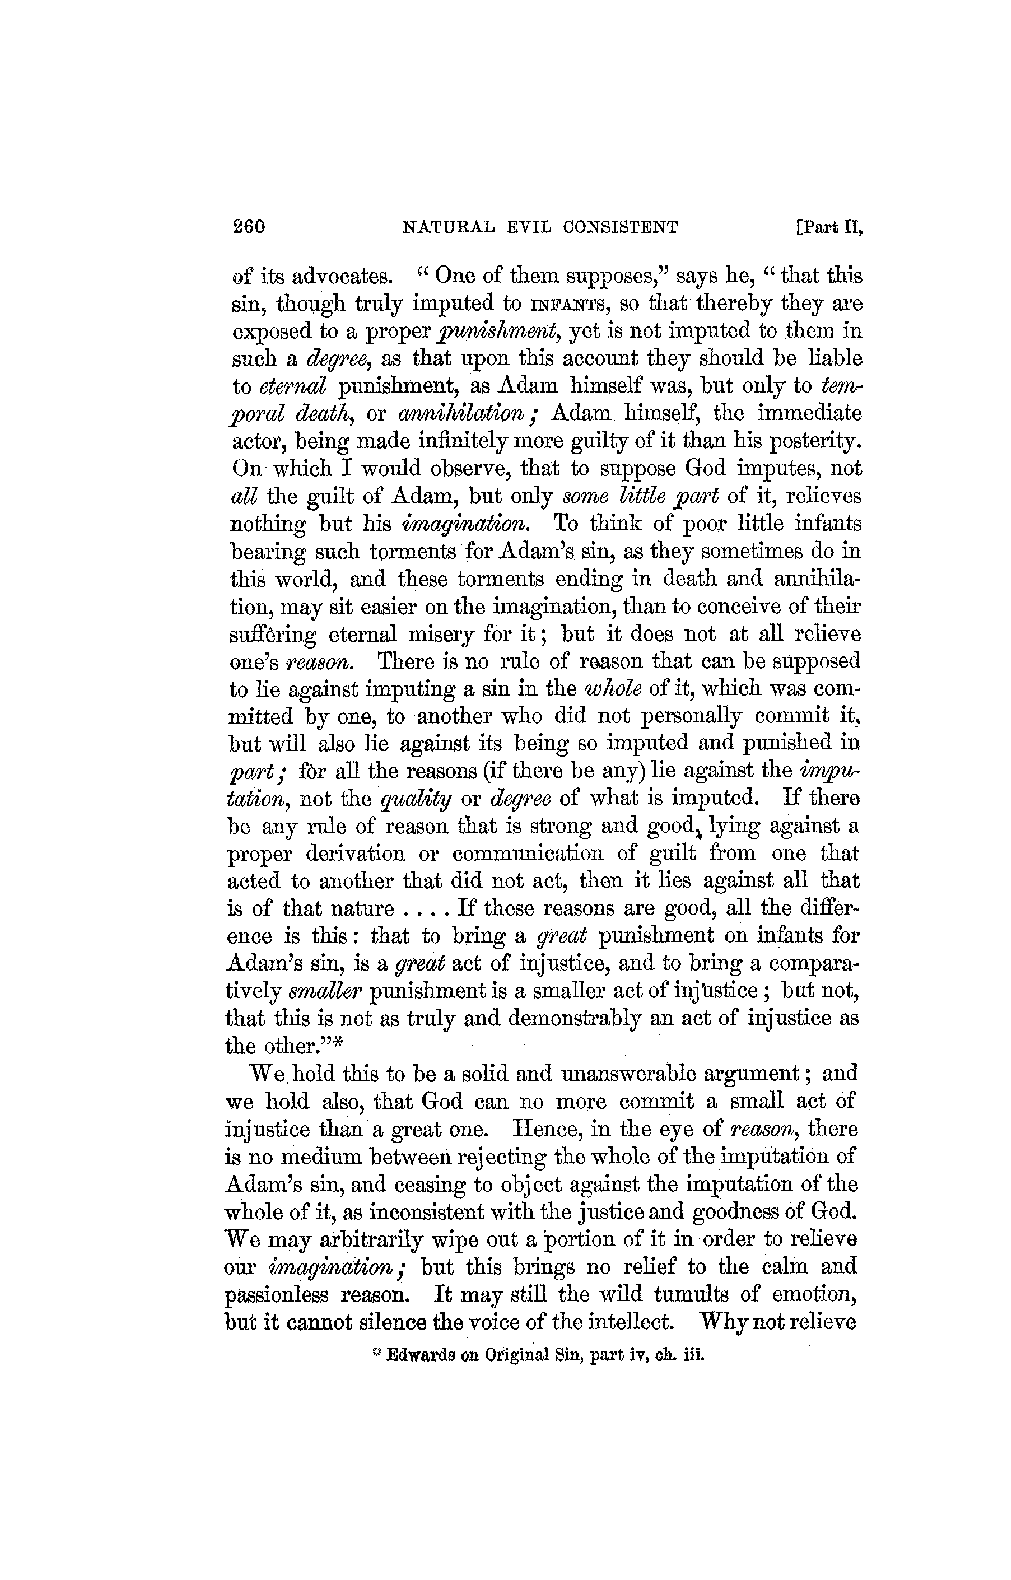 260 NATURAL EVIL CONSISTENT [Part II,
of its advocates. “ One of them supposes,” says he, “ that this
sin, though truly imputed to INFANTS, so that thereby they are
exposed to a proper punishment, yet is not imputed to them in
such a degree, as that upon this account they should be liable
to eternal punishment, as Adam himself was, but only to tem-
poral death, or annihilation ; Adam himself, the immediate
actor, being made infinitely more guilty of it than his posterity.
On which I would observe, that to suppose God imputes, not
all the guilt of Adam, but only some little part of it, relieves
nothing but his imagination. To think of poor little infants
bearing such torments for Adam’s sin, as they sometimes do in
this world, and these torments ending in death and annihila-
tion, may sit easier on the imagination, than to conceive of their
suffering eternal misery for it ; but it does not at all relieve
one’s reason. There is no rule of reason that can be supposed
to lie against imputing a sin in the whole of it, which was com-
mitted by one, to another who did not personally commit it,
but will also lie against its being so imputed and punished in
part ; for all the reasons (if there be any) lie against the impu-
tation, not the quality or degree of what is imputed. If there
be any rule of reason that is strong and good, lying against a
proper derivation or communication of guilt from one that
acted to another that did not act, then it lies against all that
is of that nature . . . . If these reasons are good, all the differ-
ence is this : that to bring a great punishment on infants for
Adam’s sin, is a great act of injustice, and to bring a compara-
tively smaller punishment is a smaller act of injustice ; but not,
that this is not as truly and demonstrably an act of injustice as
the other.”*
We hold this to be a solid and unanswerable argument ; and
we hold also, that God can no more commit a small act of
injustice than a great one. Hence, in the eye of reason, there
is no medium between rejecting the whole of the imputation of
Adam’s sin, and ceasing to object against the imputation of the
whole of it, as inconsistent with the justice and goodness of God.
We may arbitrarily wipe out a portion of it in order to relieve
our imagination ; but this brings no relief to the calm and
passionless reason. It may still the wild tumults of emotion,
but it cannot silence the voice of the intellect. Why not relieve
* Edwards on Original Sin, part iv, ch. iii.